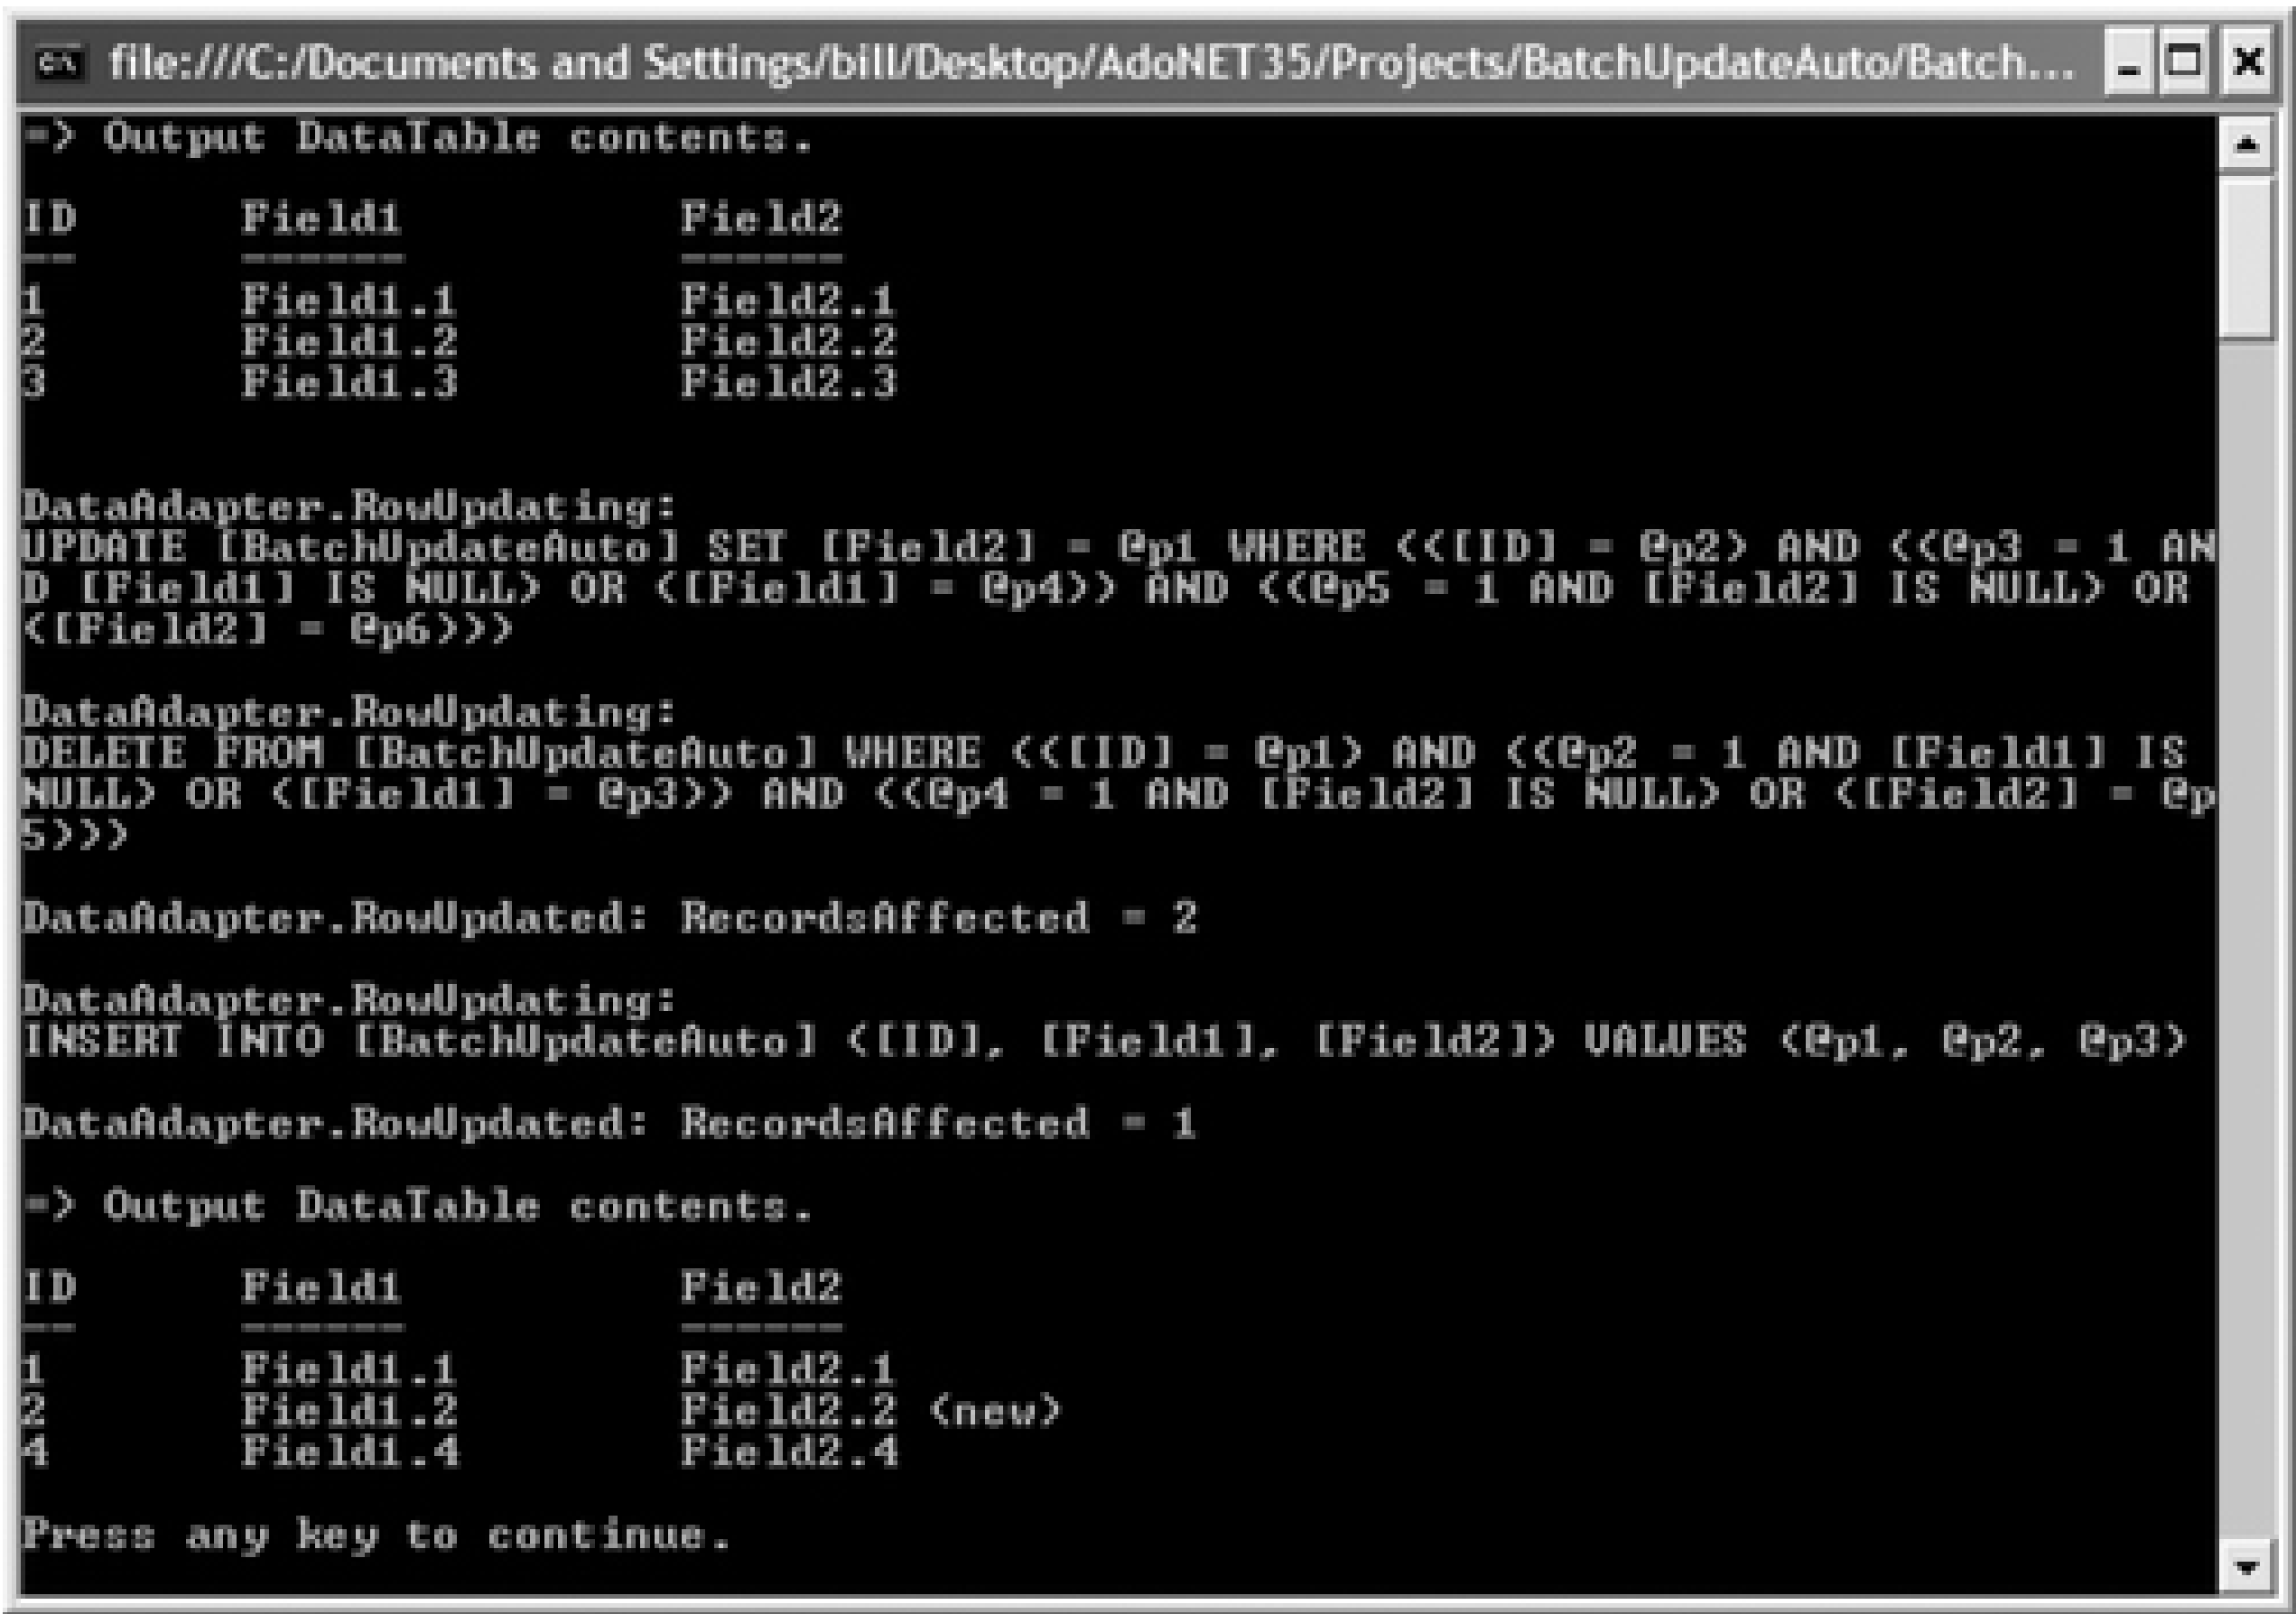 file:///C:/Documents and Settings/bill/Desktop/AdoNET35/Projects/BatchUpdateAuto/Batch...
=> Output DataTable contents.
ID Field1 Field2
-- ------ ------
1 Field1.1 Field2.1
2 Field1.2 Field2.2
3 Field1.3 Field2.3
DataAdapter.RowUpdating:
UPDATE [BatchUpdateAuto] SET [Field2] = @p1 WHERE (([ID] = @p2) AND ((@p3 = 1 AN
D [Field1] IS NULL) OR ([Field1] = @p4)) AND ((@p5 = 1 AND [Field2] IS NULL) OR
([Field2] = @p6)))
DataAdapter.RowUpdating:
DELETE FROM [BatchUpdateAuto] WHERE (([ID] = @p1) AND ((@p2 = 1 AND [Field1] IS
NULL) OR ([Field1] = @p3)) AND ((@p4 = 1 AND [Field2] IS NULL) OR ([Field2] = @p
5)))
DataAdapter.RowUpdated: RecordsAffected = 2
DataAdapter.RowUpdating:
INSERT INTO [BatchUpdateAuto] ([ID], [Field1], [Field2]) VALUES (@p1, @p2, @p3)
DataAdapter.RowUpdated: RecordsAffected = 1
=> Output DataTable contents.
ID Field1 Field2
-- ------ ------
1 Field1.1 Field2.1
2 Field1.2 Field2.2 (new)
4 Field1.4 Field2.4
Press any key to continue.